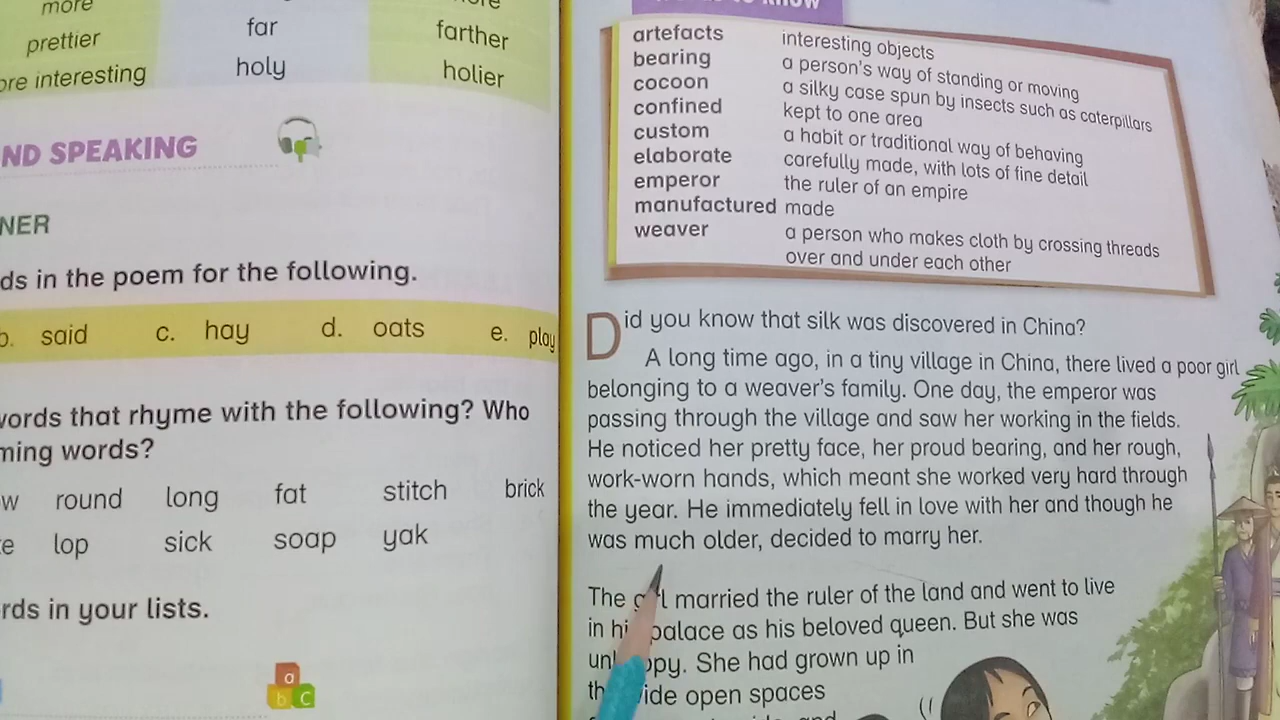 more
prettier far farther
ore interesting holy holier
ND SPEAKING
NER
ds in the poem for the following.
b. said c. hay d. oats e. play
words that rhyme with the following? Who
ming words?
w round long fat stitch brick
e lop sick soap yak
rds in your lists.
a
b c
artefacts interesting objects
bearing a person's way of standing or moving
cocoon a silky case spun by insects such as caterpillars
confined kept to one area
custom a habit or traditional way of behaving
elaborate carefully made, with lots of fine detail
emperor the ruler of an empire
manufactured made
weaver a person who makes cloth by crossing threads
over and under each other
Did you know that silk was discovered in China?
A long time ago, in a tiny village in China, there lived a poor girl
belonging to a weaver's family. One day, the emperor was
passing through the village and saw her working in the fields.
He noticed her pretty face, her proud bearing, and her rough,
work-worn hands, which meant she worked very hard through
the year. He immediately fell in love with her and though he
was much older, decided to marry her.
The girl married the ruler of the land and went to live
in his palace as his beloved queen. But she was
unhappy. She had grown up in
the wide open spaces